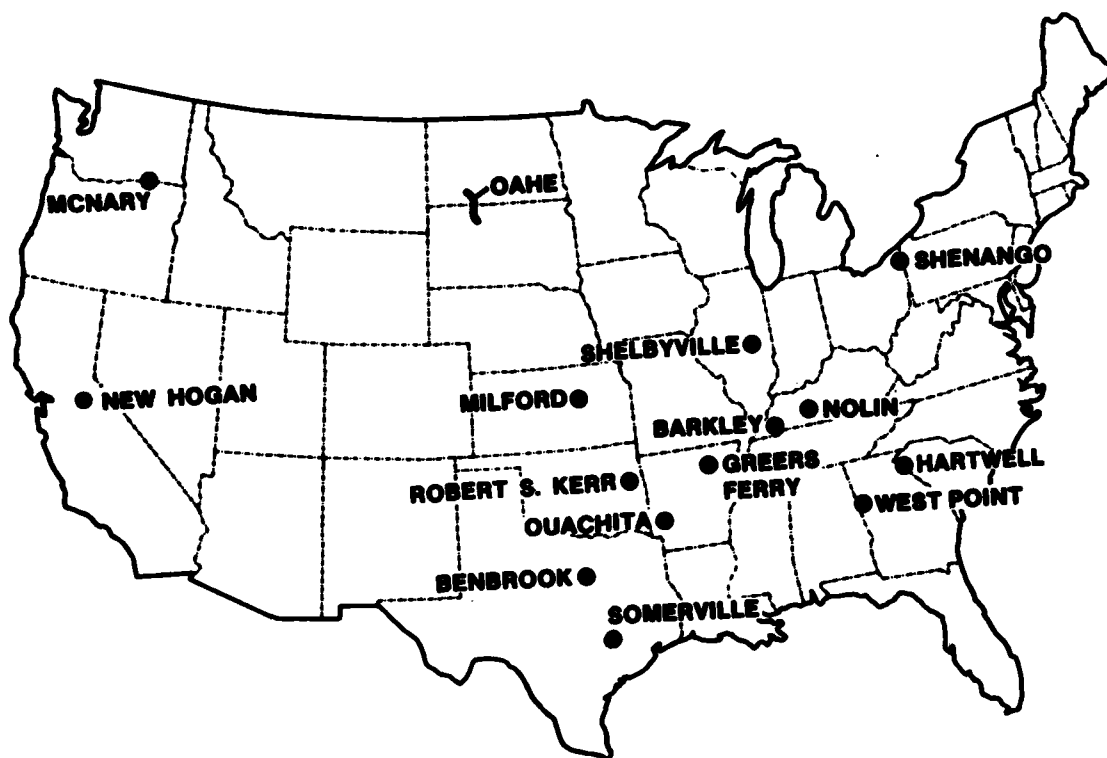 OAHE
MCNARY
SHENANGO
SHELBYVILLE
NEW HOGAN
MILFORD
NOLIN
BARKLEY
GREERS
FERRY
HARTWELL
ROBERT S. KERR
WEST POINT
OUACHITA
BENBROOK
SOMERVILLE